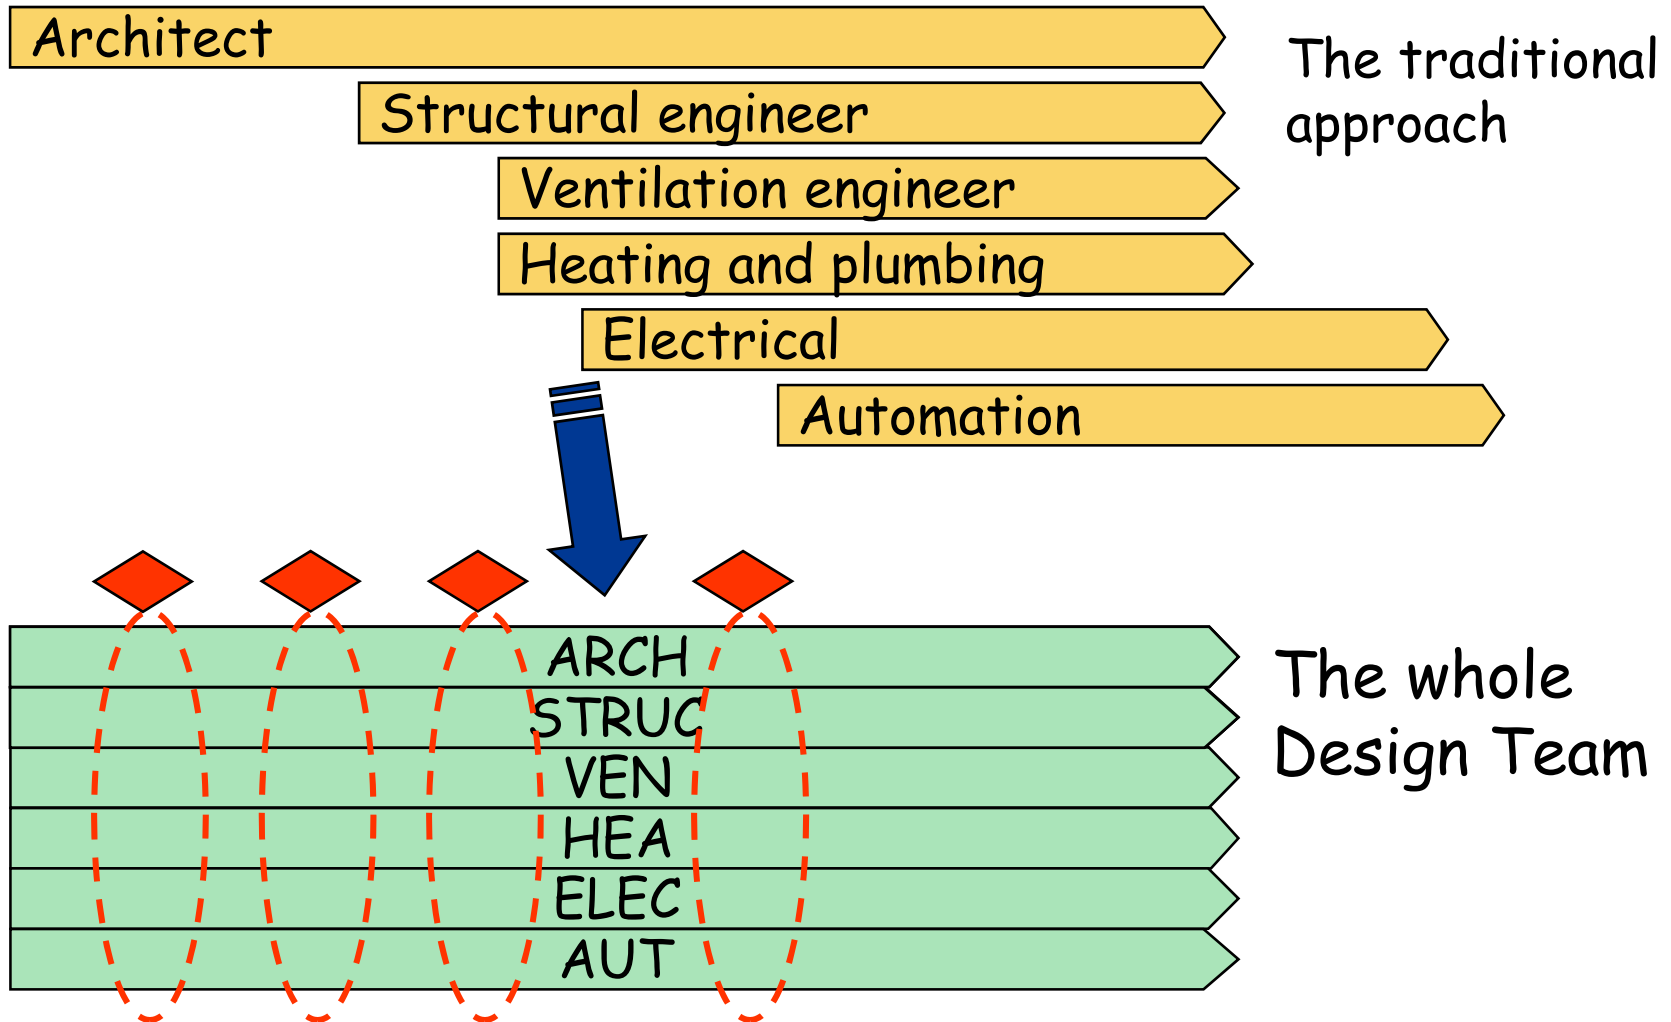 Architect
The traditional
approach
Structural engineer
Ventilation engineer
Heating and plumbing
Electrical
Automation
ARCH
The whole
Design Team
STRUC
VEN
HEA
ELEC
AUT